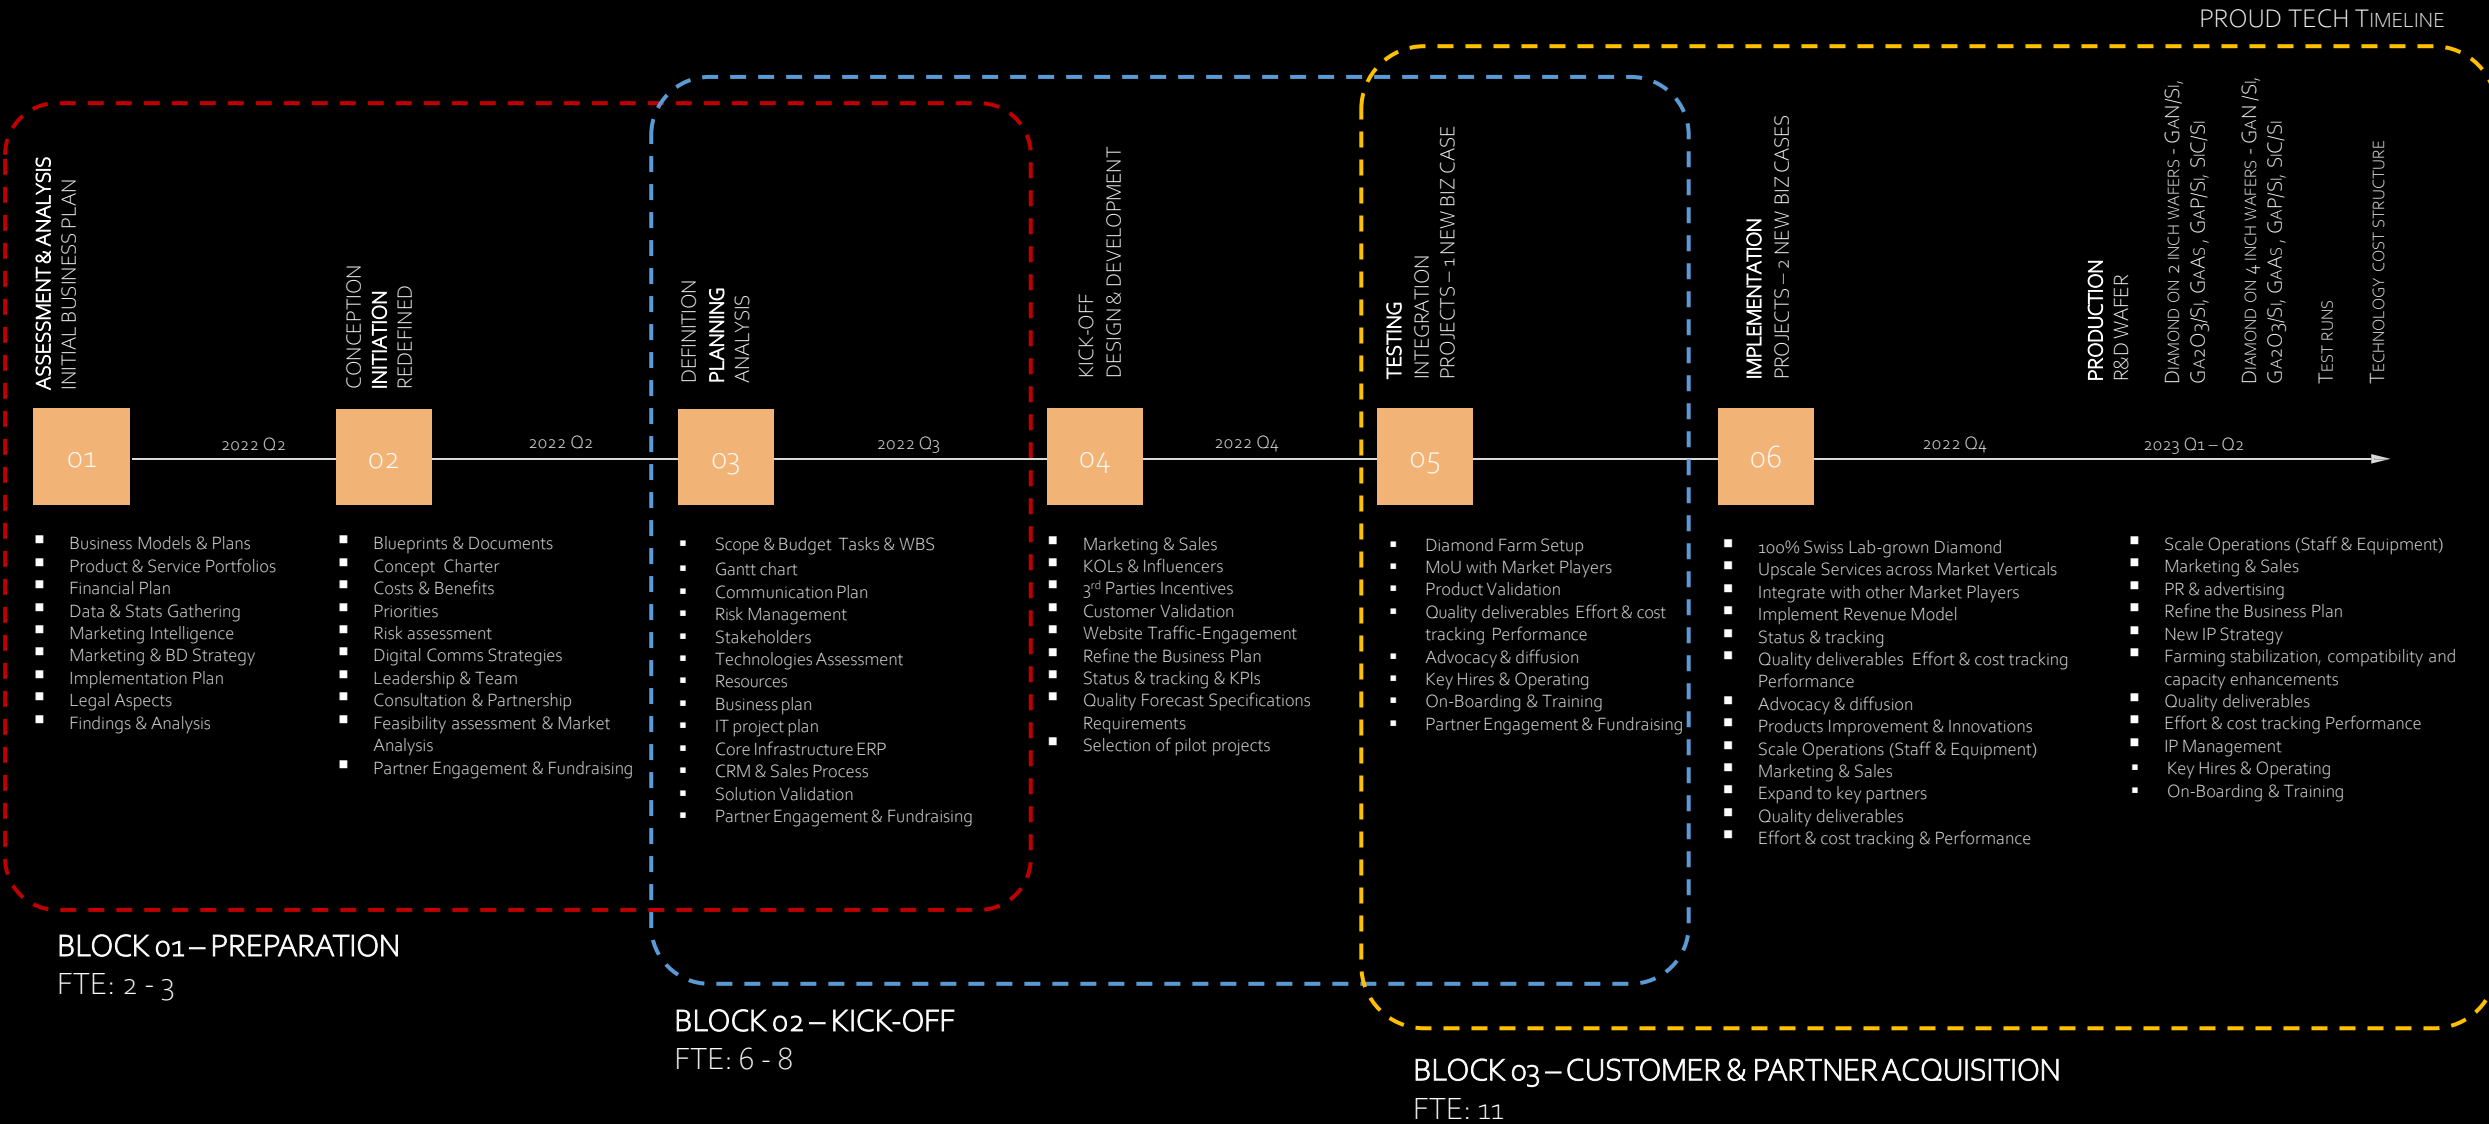 PROUD TECH TIMELINE
ASSESSMENT & ANALYSIS
INITIAL BUSINESS PLAN
CONCEPTION
INITIATION
REDEFINED
DEFINITION
PLANNING
ANALYSIS
KICK-OFF
DESIGN & DEVELOPMENT
TESTING
INTEGRATION
PROJECTS – 1 NEW BIZ CASE
IMPLEMENTATION
PROJECTS – 2 NEW BIZ CASES
PRODUCTION
R&D WAFER
DIAMOND ON 2 INCH WAFERS - GAN/SI,
GA2O3/SI, GAAS , GAP/SI, SIC/SI
DIAMOND ON 4 INCH WAFERS - GAN /SI,
GA2O3/SI, GAAS , GAP/SI, SIC/SI
TEST RUNS
TECHNOLOGY COST STRUCTURE
01
2022 Q2
02
2022 Q2
03
2022 Q3
04
2022 Q4
05
06
2022 Q4
2023 Q1 – Q2
Business Models & Plans
Product & Service Portfolios
Financial Plan
Data & Stats Gathering
Marketing Intelligence
Marketing & BD Strategy
Implementation Plan
Legal Aspects
Findings & Analysis
Blueprints & Documents
Concept Charter
Costs & Benefits
Priorities
Risk assessment
Digital Comms Strategies
Leadership & Team
Consultation & Partnership
Feasibility assessment & Market
Analysis
Partner Engagement & Fundraising
Scope & Budget Tasks & WBS
Gantt chart
Communication Plan
Risk Management
Stakeholders
Technologies Assessment
Resources
Business plan
IT project plan
Core Infrastructure ERP
CRM & Sales Process
Solution Validation
Partner Engagement & Fundraising
Marketing & Sales
KOLs & Influencers
3rd Parties Incentives
Customer Validation
Website Traffic-Engagement
Refine the Business Plan
Status & tracking & KPIs
Quality Forecast Specifications
Requirements
Selection of pilot projects
Diamond Farm Setup
MoU with Market Players
Product Validation
Quality deliverables Effort & cost
tracking Performance
Advocacy & diffusion
Key Hires & Operating
On-Boarding & Training
Partner Engagement & Fundraising
100% Swiss Lab-grown Diamond
Upscale Services across Market Verticals
Integrate with other Market Players
Implement Revenue Model
Status & tracking
Quality deliverables Effort & cost tracking
Performance
Advocacy & diffusion
Products Improvement & Innovations
Scale Operations (Staff & Equipment)
Marketing & Sales
Expand to key partners
Quality deliverables
Effort & cost tracking & Performance
Scale Operations (Staff & Equipment)
Marketing & Sales
PR & advertising
Refine the Business Plan
New IP Strategy
Farming stabilization, compatibility and
capacity enhancements
Quality deliverables
Effort & cost tracking Performance
IP Management
Key Hires & Operating
On-Boarding & Training
BLOCK 01 – PREPARATION
FTE: 2 - 3
BLOCK 02 – KICK-OFF
FTE: 6 - 8
BLOCK 03 – CUSTOMER & PARTNER ACQUISITION
FTE: 11